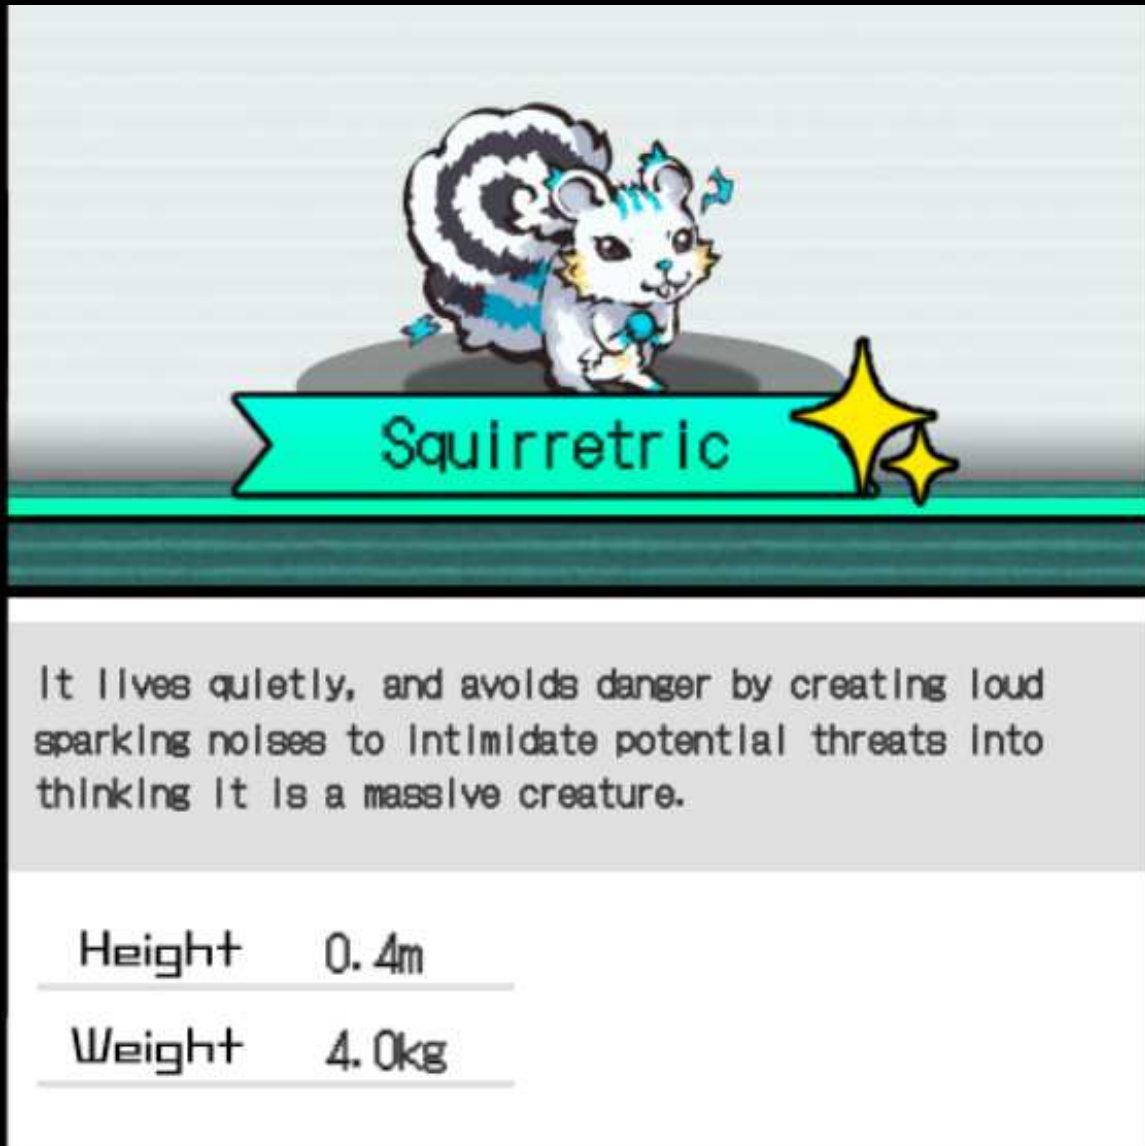 Squirretric
It lives quietly, and avoids danger by creating loud
sparking noises to intimidate potential threats into
thinking it is a massive creature.
Height 0.4m
Weight 4.0kg